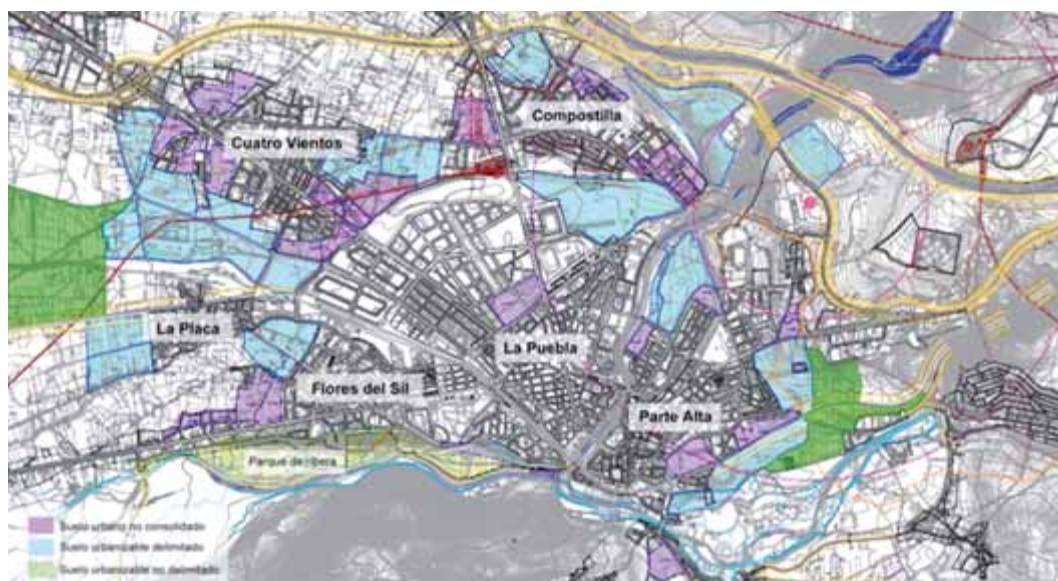 Compostilla
Cuatro Vientos
La Placa
La Puebla
Flores del Sil
Parte Alta
Parque de ribera
Suelo urbano no consolidado
Suelo urbanizable delimitado
Suelo urbanizable no delimitado